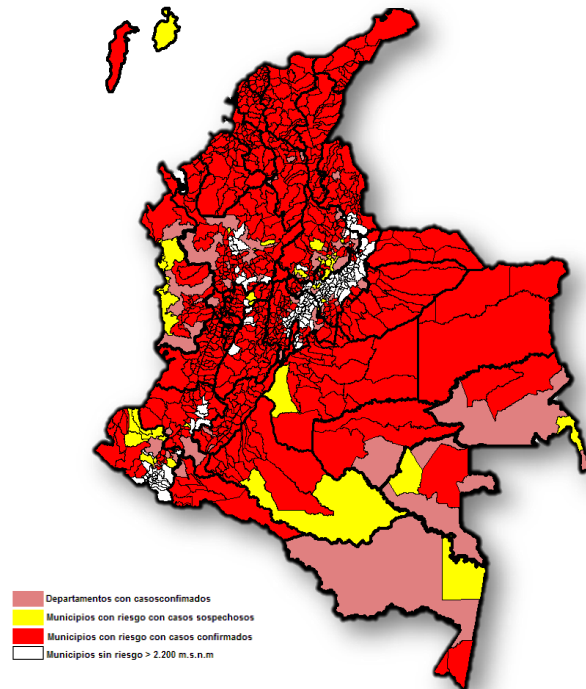 Departamentos con casosconfimados
Municipios con riesgo con casos sospechosos
Municipios con riesgo con casos confirmados
Municipios sin riesgo > 2.200 m.s.n.m